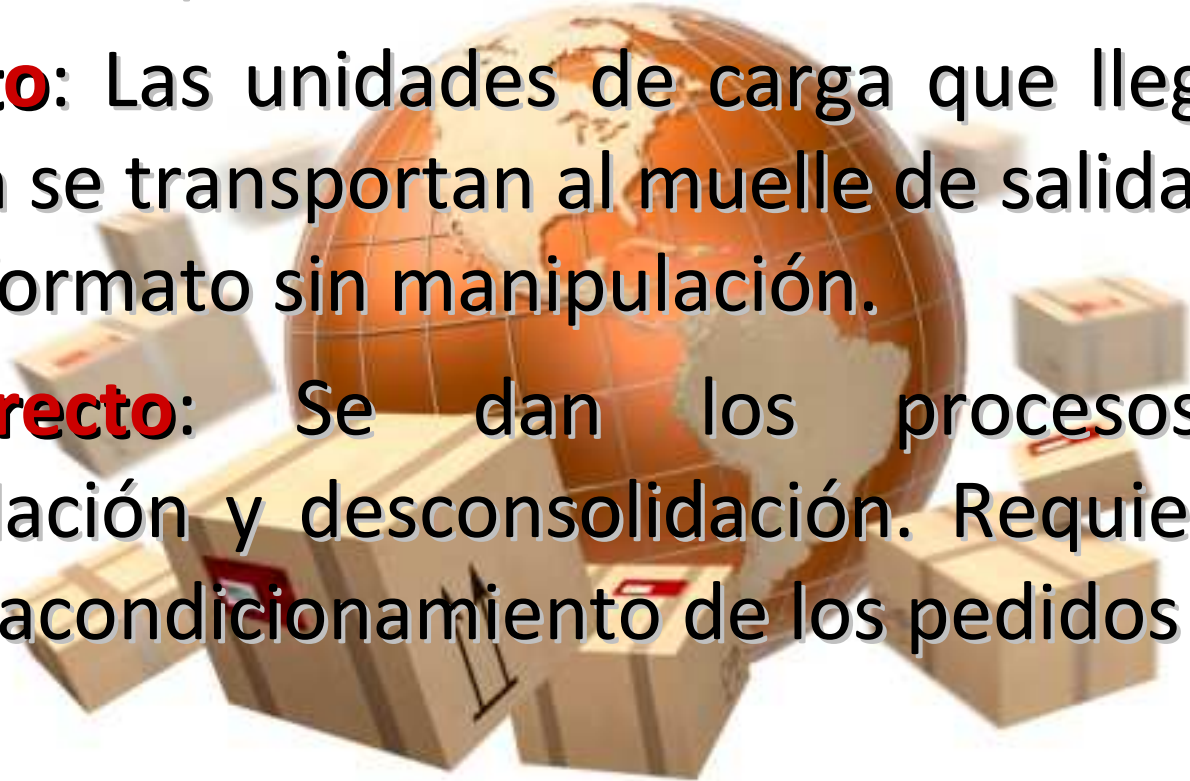 to: Las unidades de carga que lleg
se transportan al muelle de salida
ormato sin manipulación.
recto: Se dan los procesos
lación y desconsolidación. Requie
acondicionamiento de los pedidos